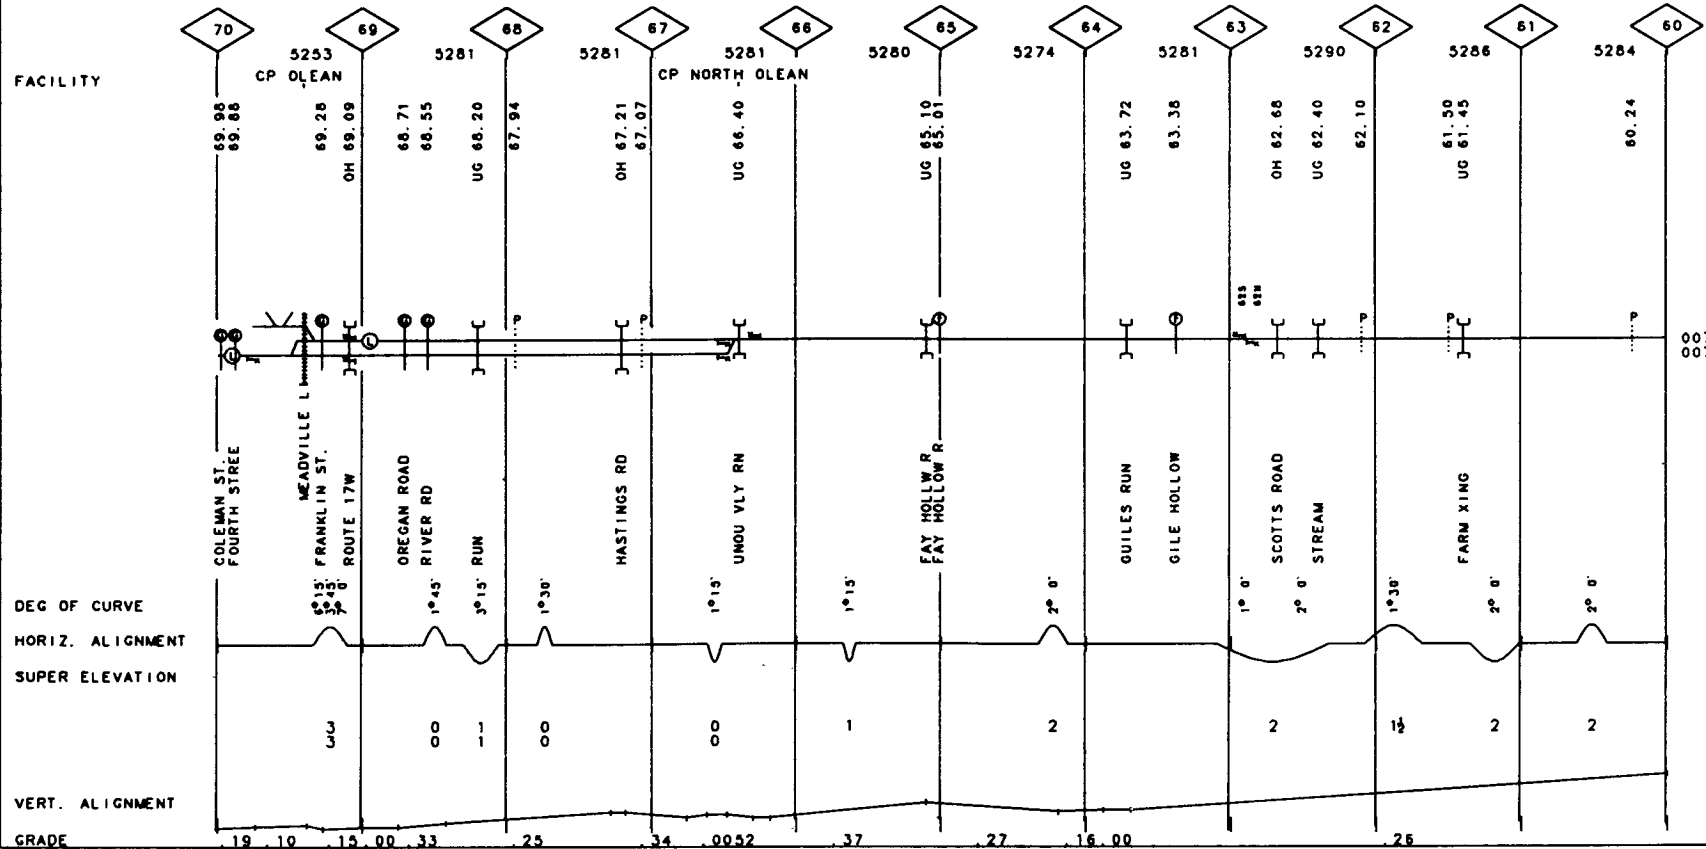 70 69 68 67 66 65 64 63 62 61 60
5253 5281 5281 5281 5280 5274 5281 5290 5286 5284
FACILITY
CP OLEAN CP NORTH OLEAN
69.98
69.88
69.28
OH 69.09
68.71
68.55
UG 68.20
67.94
OH 67.21
67.07
UG 66.40
UG 65.10
65.01
UG 63.72
63.38
OH 62.68
UG 62.40
62.10
61.50
UG 61.45
60.24
62S
62N
P P P P P
L L
COLEMAN ST.
FOURTH STREE
MEADVILLE L
FRANKLIN ST.
ROUTE 17W
OREGAN ROAD
RIVER RD
RUN
HASTINGS RD
UNOU VLY RN
FAY HOLLW R
FAY HOLLOW R
GUILES RUN
GILE HOLLOW
SCOTTS ROAD
STREAM
FARM XING
DEG OF CURVE
6°15'
3°45'
7° 0'
1°45'
3°15'
1°30'
1°15'
1°15'
2° 0'
1° 0'
2° 0'
1°30'
2° 0'
2° 0'
HORIZ. ALIGNMENT
SUPER ELEVATION
3 0 1 0 0 1 2 2 1½ 2 2
3 0 1 0 0
VERT. ALIGNMENT
GRADE .19 .10 .15.00 .33 .25 .34 .0052 .37 .27 .16.00 .26